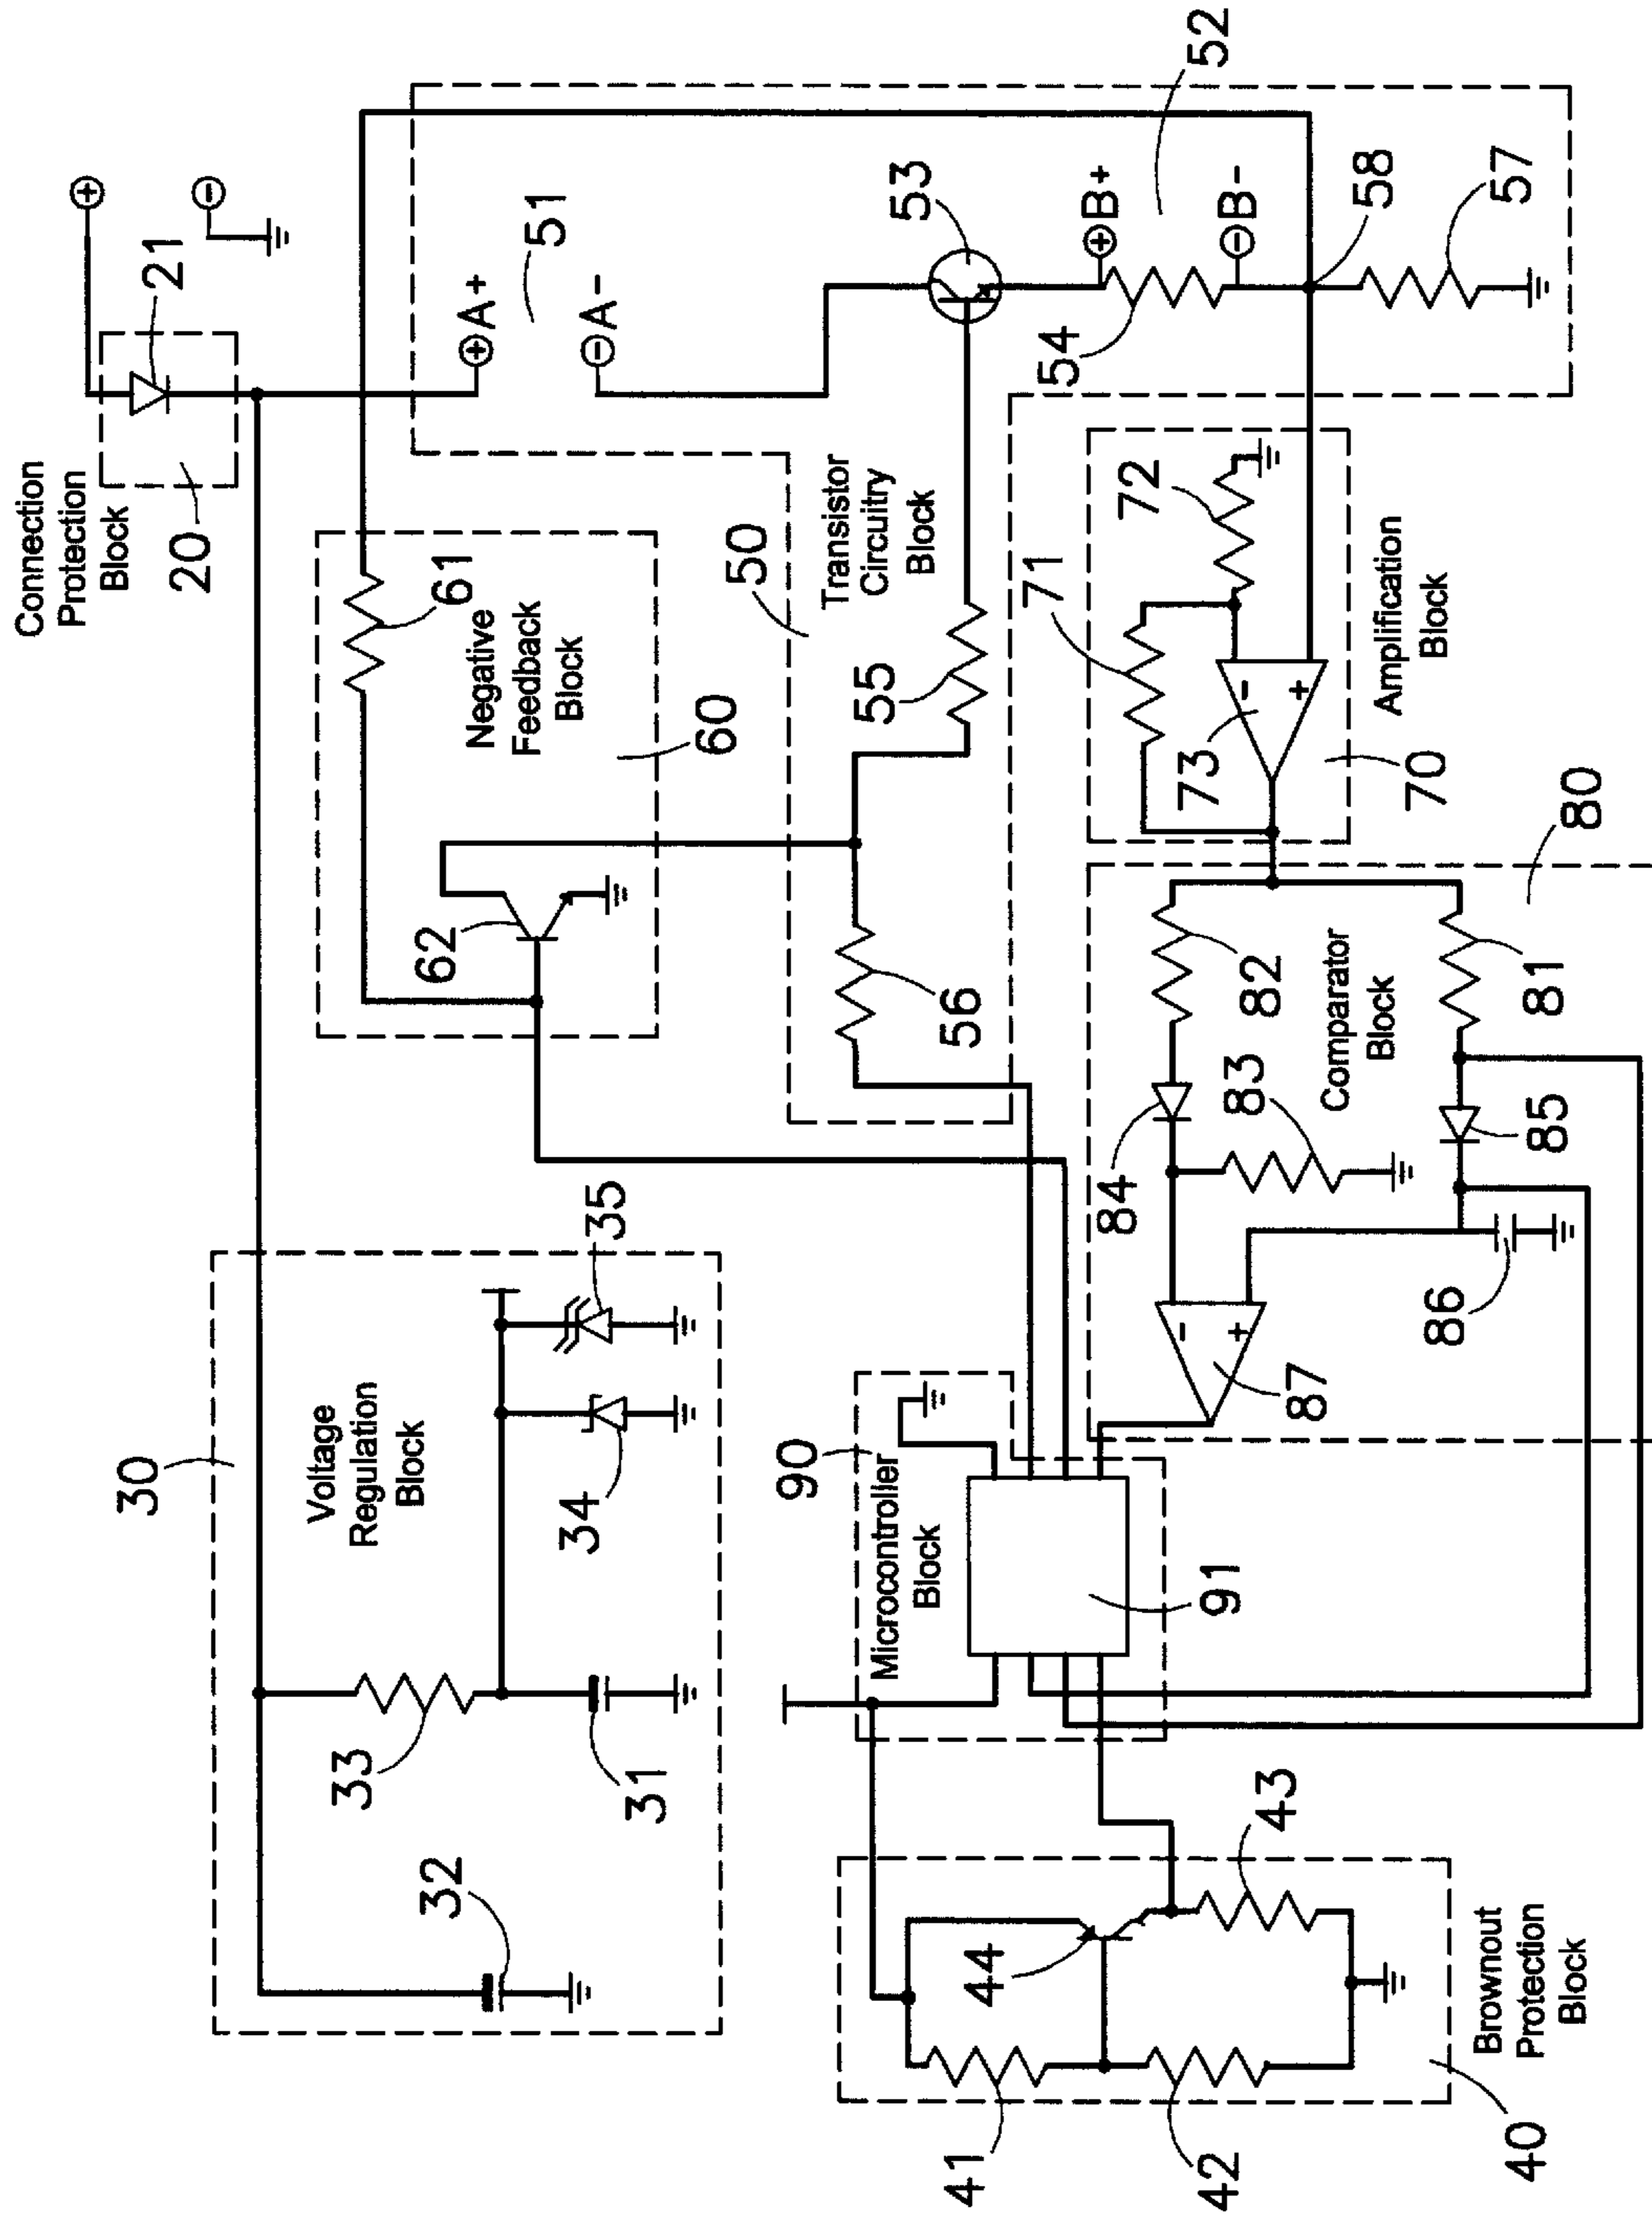 30
Voltage
Regulation
Block
32
33
31
34
35
Connection
Protection
Block
20
21
+
-
61
Negative
Feedback
Block
60
62
+ A+
51
- A-
50
Transistor
Circuitry
Block
55
56
53
54
+ B+
52
- B-
58
57
90
Microcontroller
Block
91
41
42
44
43
Brownout
Protection
Block
40
71
72
73
-
+
70
Amplification
Block
80
82
81
83
84
85
86
-
+
87
Comparator
Block